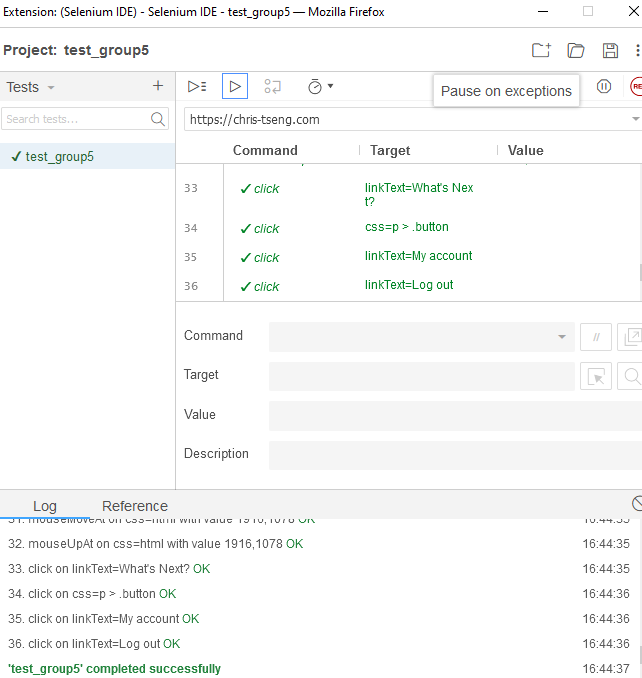 Extension: (Selenium IDE) - Selenium IDE - test_group5 — Mozilla Firefox
Project: test_group5
Tests
+
Pause on exceptions
RE
Search tests...
https://chris-tseng.com
Command Target Value
✓ test_group5
33 ✓ click linkText=What's Nex
t?
34 ✓ click css=p > .button
35 ✓ click linkText=My account
36 ✓ click linkText=Log out
Command
//
Target
Value
Description
Log Reference
31. mouseMoveAt on css=html with value 1916,1078 OK 16:44:35
32. mouseUpAt on css=html with value 1916,1078 OK 16:44:35
33. click on linkText=What's Next? OK 16:44:35
34. click on css=p > .button OK 16:44:36
35. click on linkText=My account OK 16:44:36
36. click on linkText=Log out OK 16:44:36
'test_group5' completed successfully 16:44:37